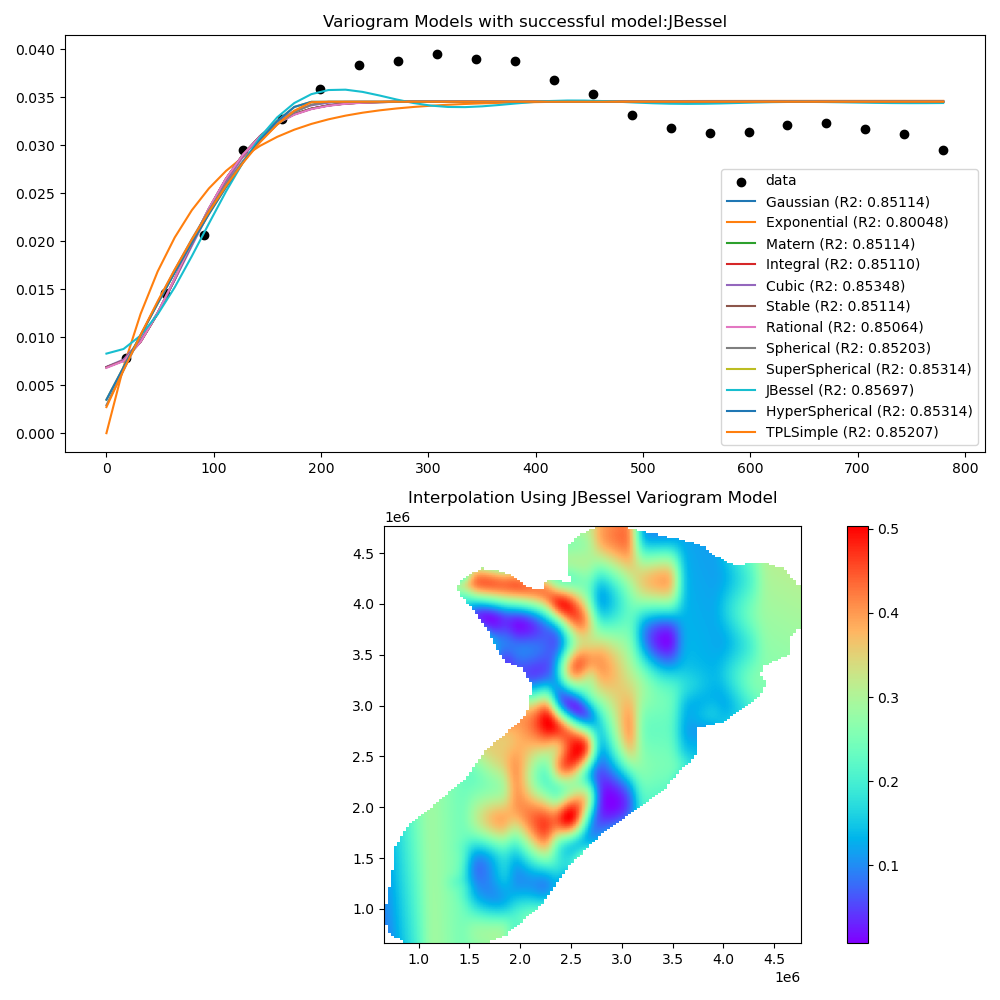 Variogram Models with successful model:JBessel
0.040
0.035
0.030
0.025
0.020
0.015
0.010
0.005
0.000
data
Gaussian (R2: 0.85114)
Exponential (R2: 0.80048)
Matern (R2: 0.85114)
Integral (R2: 0.85110)
Cubic (R2: 0.85348)
Stable (R2: 0.85114)
Rational (R2: 0.85064)
Spherical (R2: 0.85203)
SuperSpherical (R2: 0.85314)
JBessel (R2: 0.85697)
HyperSpherical (R2: 0.85314)
TPLSimple (R2: 0.85207)
0 100 200 300 400 500 600 700 800
Interpolation Using JBessel Variogram Model
1e6
4.5
4.0
3.5
3.0
2.5
2.0
1.5
1.0
1.0 1.5 2.0 2.5 3.0 3.5 4.0 4.5
1e6
0.5
0.4
0.3
0.2
0.1